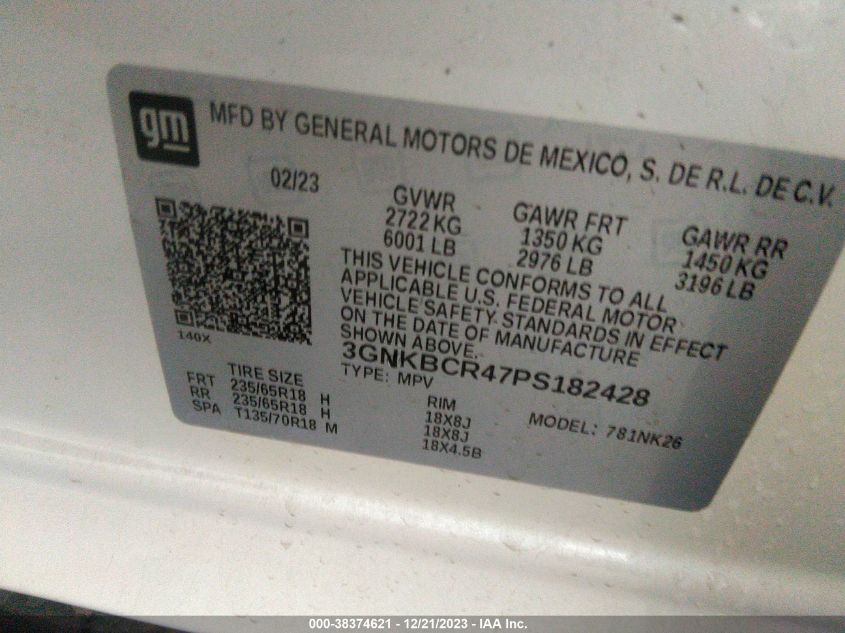 gm
MFD BY GENERAL MOTORS DE MEXICO, S. DE R.L. DE C.V.
02/23
GVWR
2722 KG
6001 LB
GAWR FRT
1350 KG
2976 LB
GAWR RR
1450 KG
3196 LB
THIS VEHICLE CONFORMS TO ALL
APPLICABLE U.S. FEDERAL MOTOR
VEHICLE SAFETY STANDARDS IN EFFECT
ON THE DATE OF MANUFACTURE
SHOWN ABOVE.
140X
3GNKBCR47PS182428
TYPE: MPV
MODEL: 781NK26
TIRE SIZE RIM
FRT 235/65R18 H 18X8J
RR 235/65R18 H 18X8J
SPA T135/70R18 M 18X4.5B
000-38374621 - 12/21/2023 - IAA Inc.